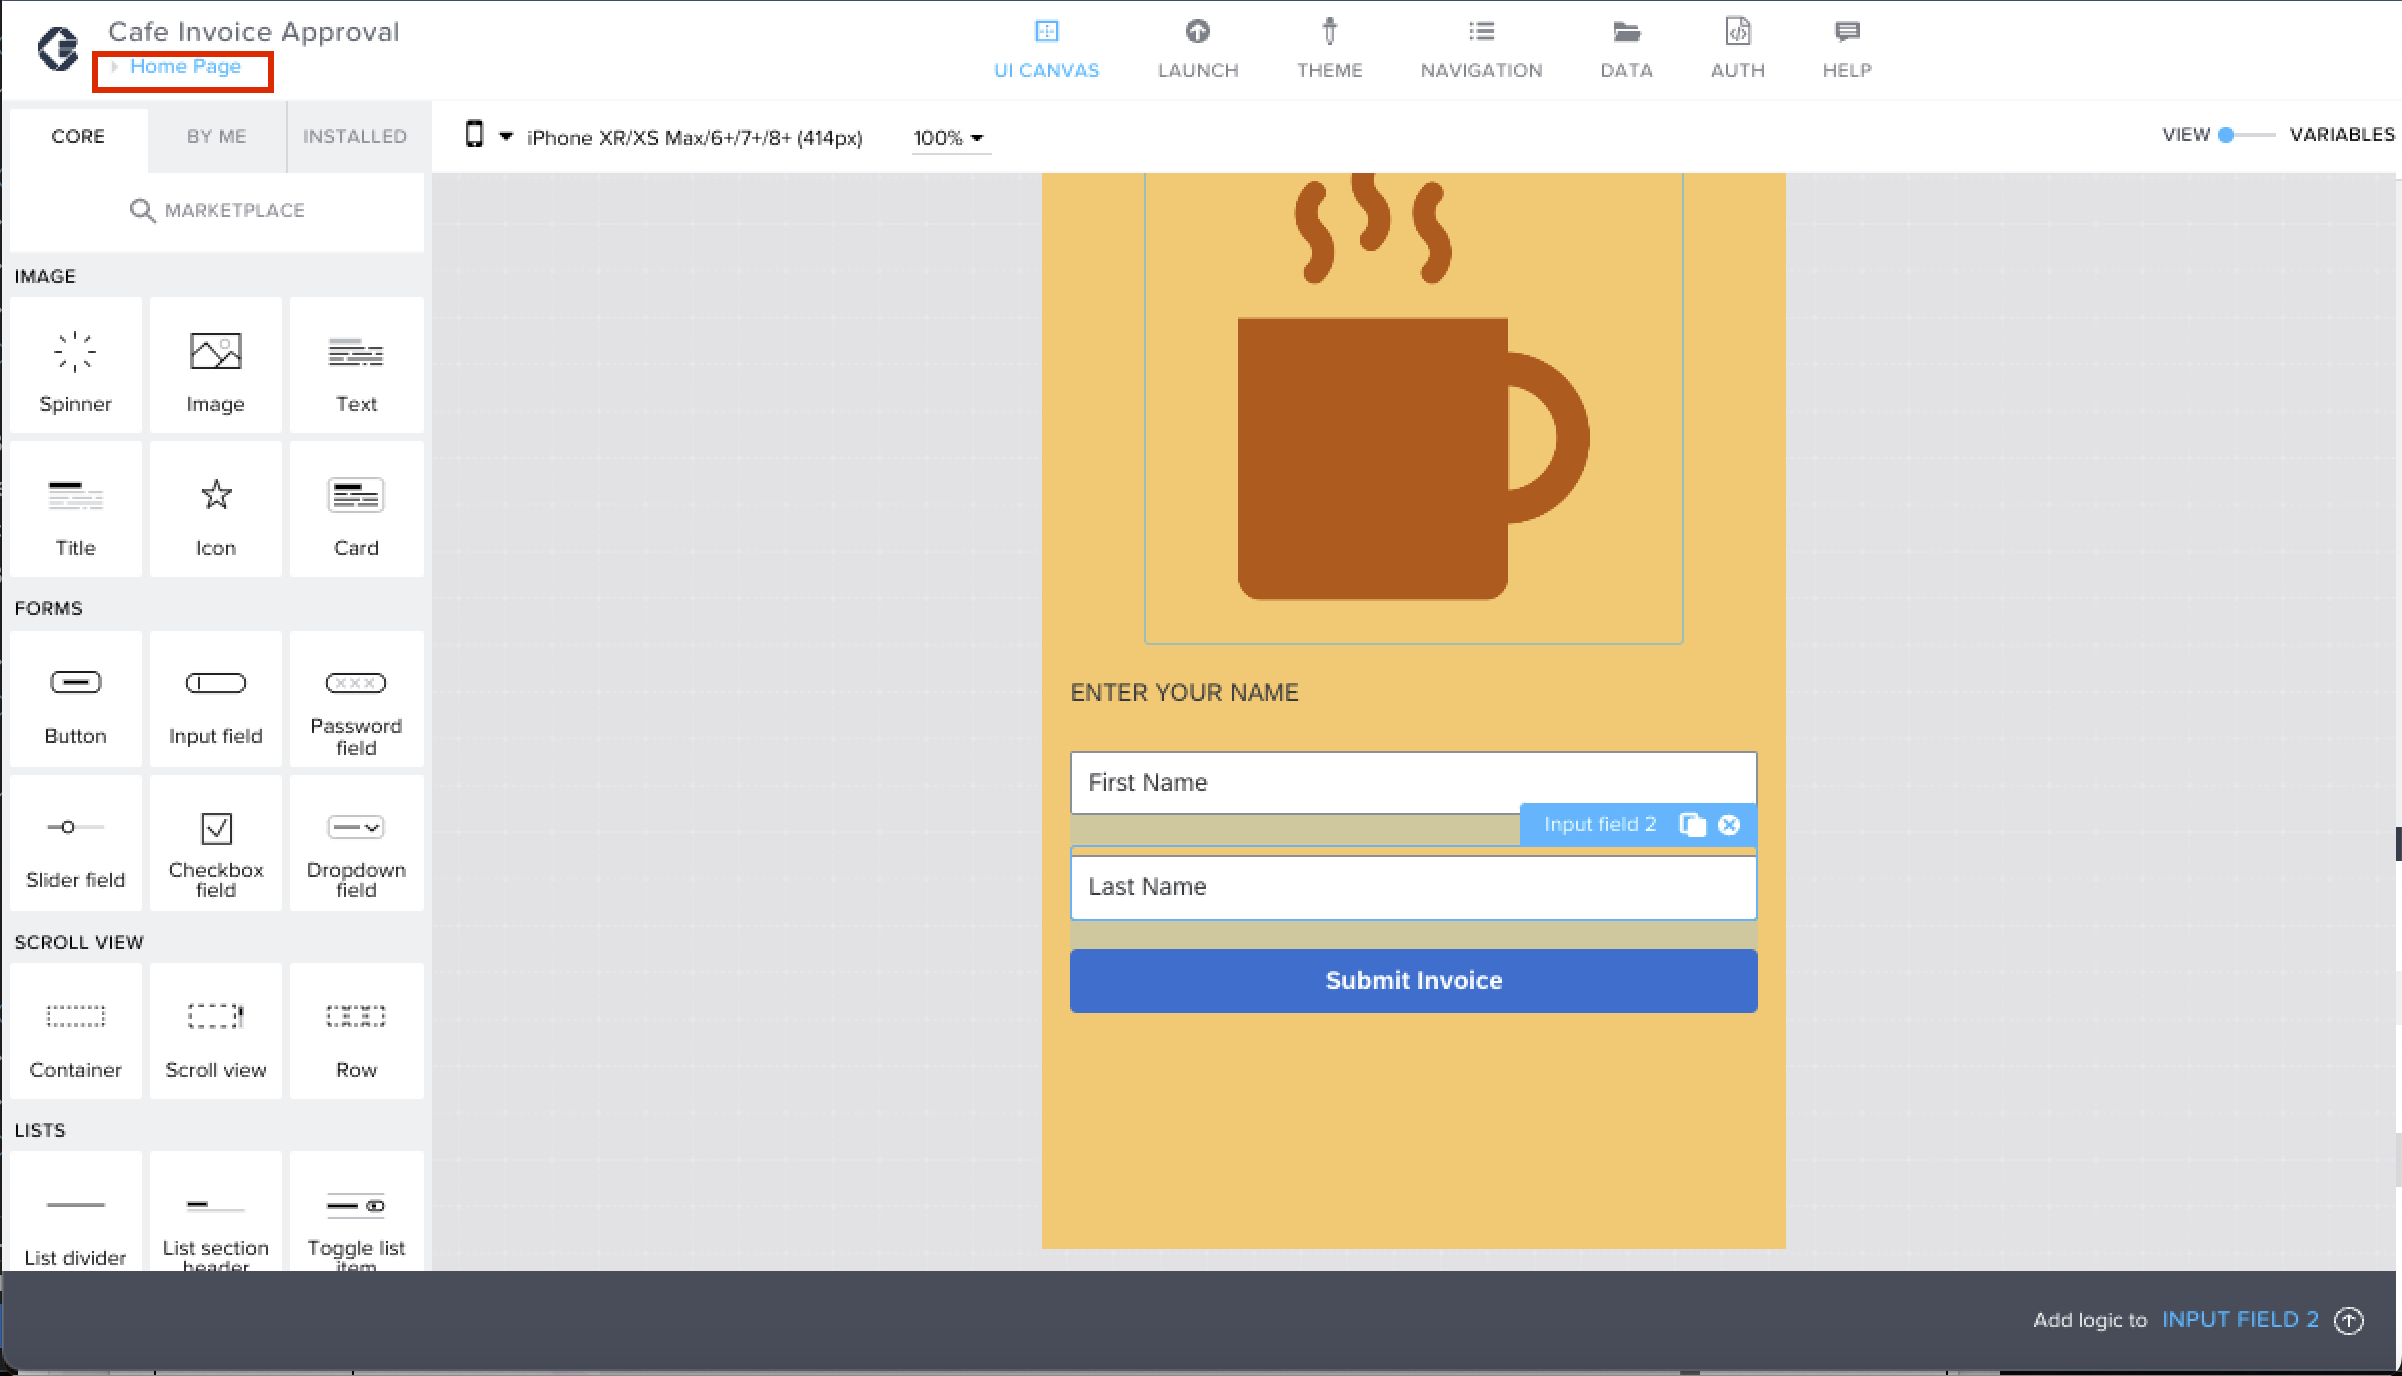 Cafe Invoice Approval
Home Page
UI CANVAS
LAUNCH
THEME
NAVIGATION
DATA
AUTH
HELP
CORE
BY ME
INSTALLED
iPhone XR/XS Max/6+/7+/8+ (414px)
100%
VIEW
VARIABLES
MARKETPLACE
IMAGE
Spinner
Image
Text
Title
Icon
Card
FORMS
Button
Input field
Password
field
Slider field
Checkbox
field
Dropdown
field
SCROLL VIEW
Container
Scroll view
Row
LISTS
List divider
List section
header
Toggle list
item
ENTER YOUR NAME
First Name
Input field 2
Last Name
Submit Invoice
Add logic to INPUT FIELD 2